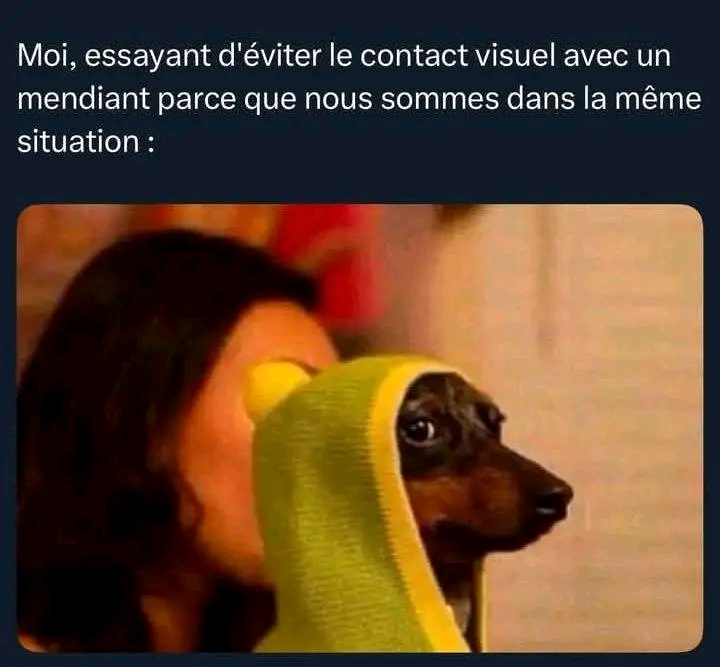 Moi, essayant d'éviter le contact visuel avec un
mendiant parce que nous sommes dans la même
situation :